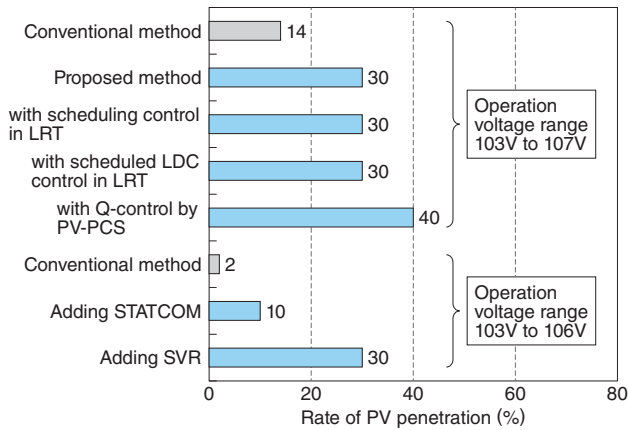 Conventional method
14
Proposed method
30
with scheduling control
in LRT
30
with scheduled LDC
control in LRT
30
with Q-control by
PV-PCS
40
Operation
voltage range
103V to 107V
Conventional method
2
Adding STATCOM
10
Adding SVR
30
Operation
voltage range
103V to 106V
0 20 40 60 80
Rate of PV penetration (%)